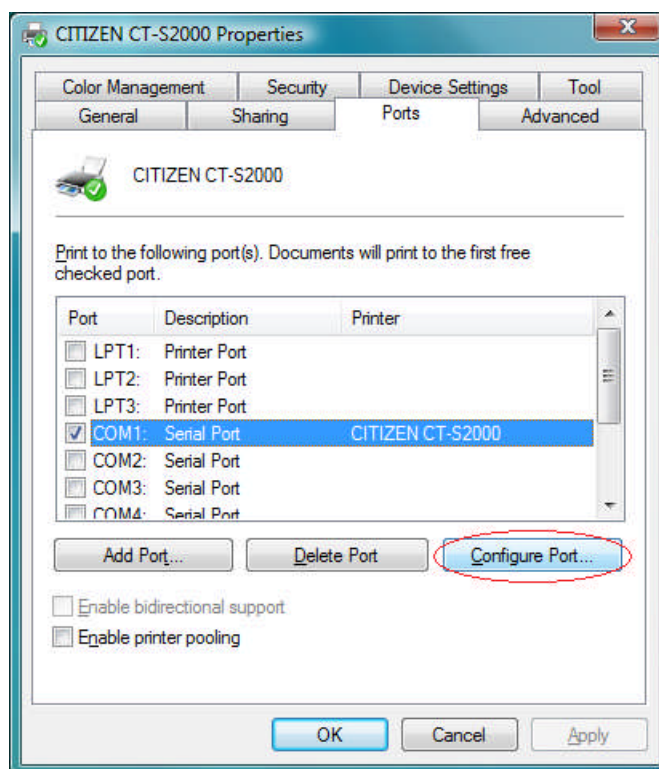 CITIZEN CT-S2000 Properties
Color Management Security Device Settings Tool
General Sharing Ports Advanced
CITIZEN CT-S2000
Print to the following port(s). Documents will print to the first free
checked port.
Port Description Printer
LPT1: Printer Port
LPT2: Printer Port
LPT3: Printer Port
COM1: Serial Port CITIZEN CT-S2000
COM2: Serial Port
COM3: Serial Port
COM4: Serial Port
Add Port... Delete Port Configure Port...
Enable bidirectional support
Enable printer pooling
OK Cancel Apply